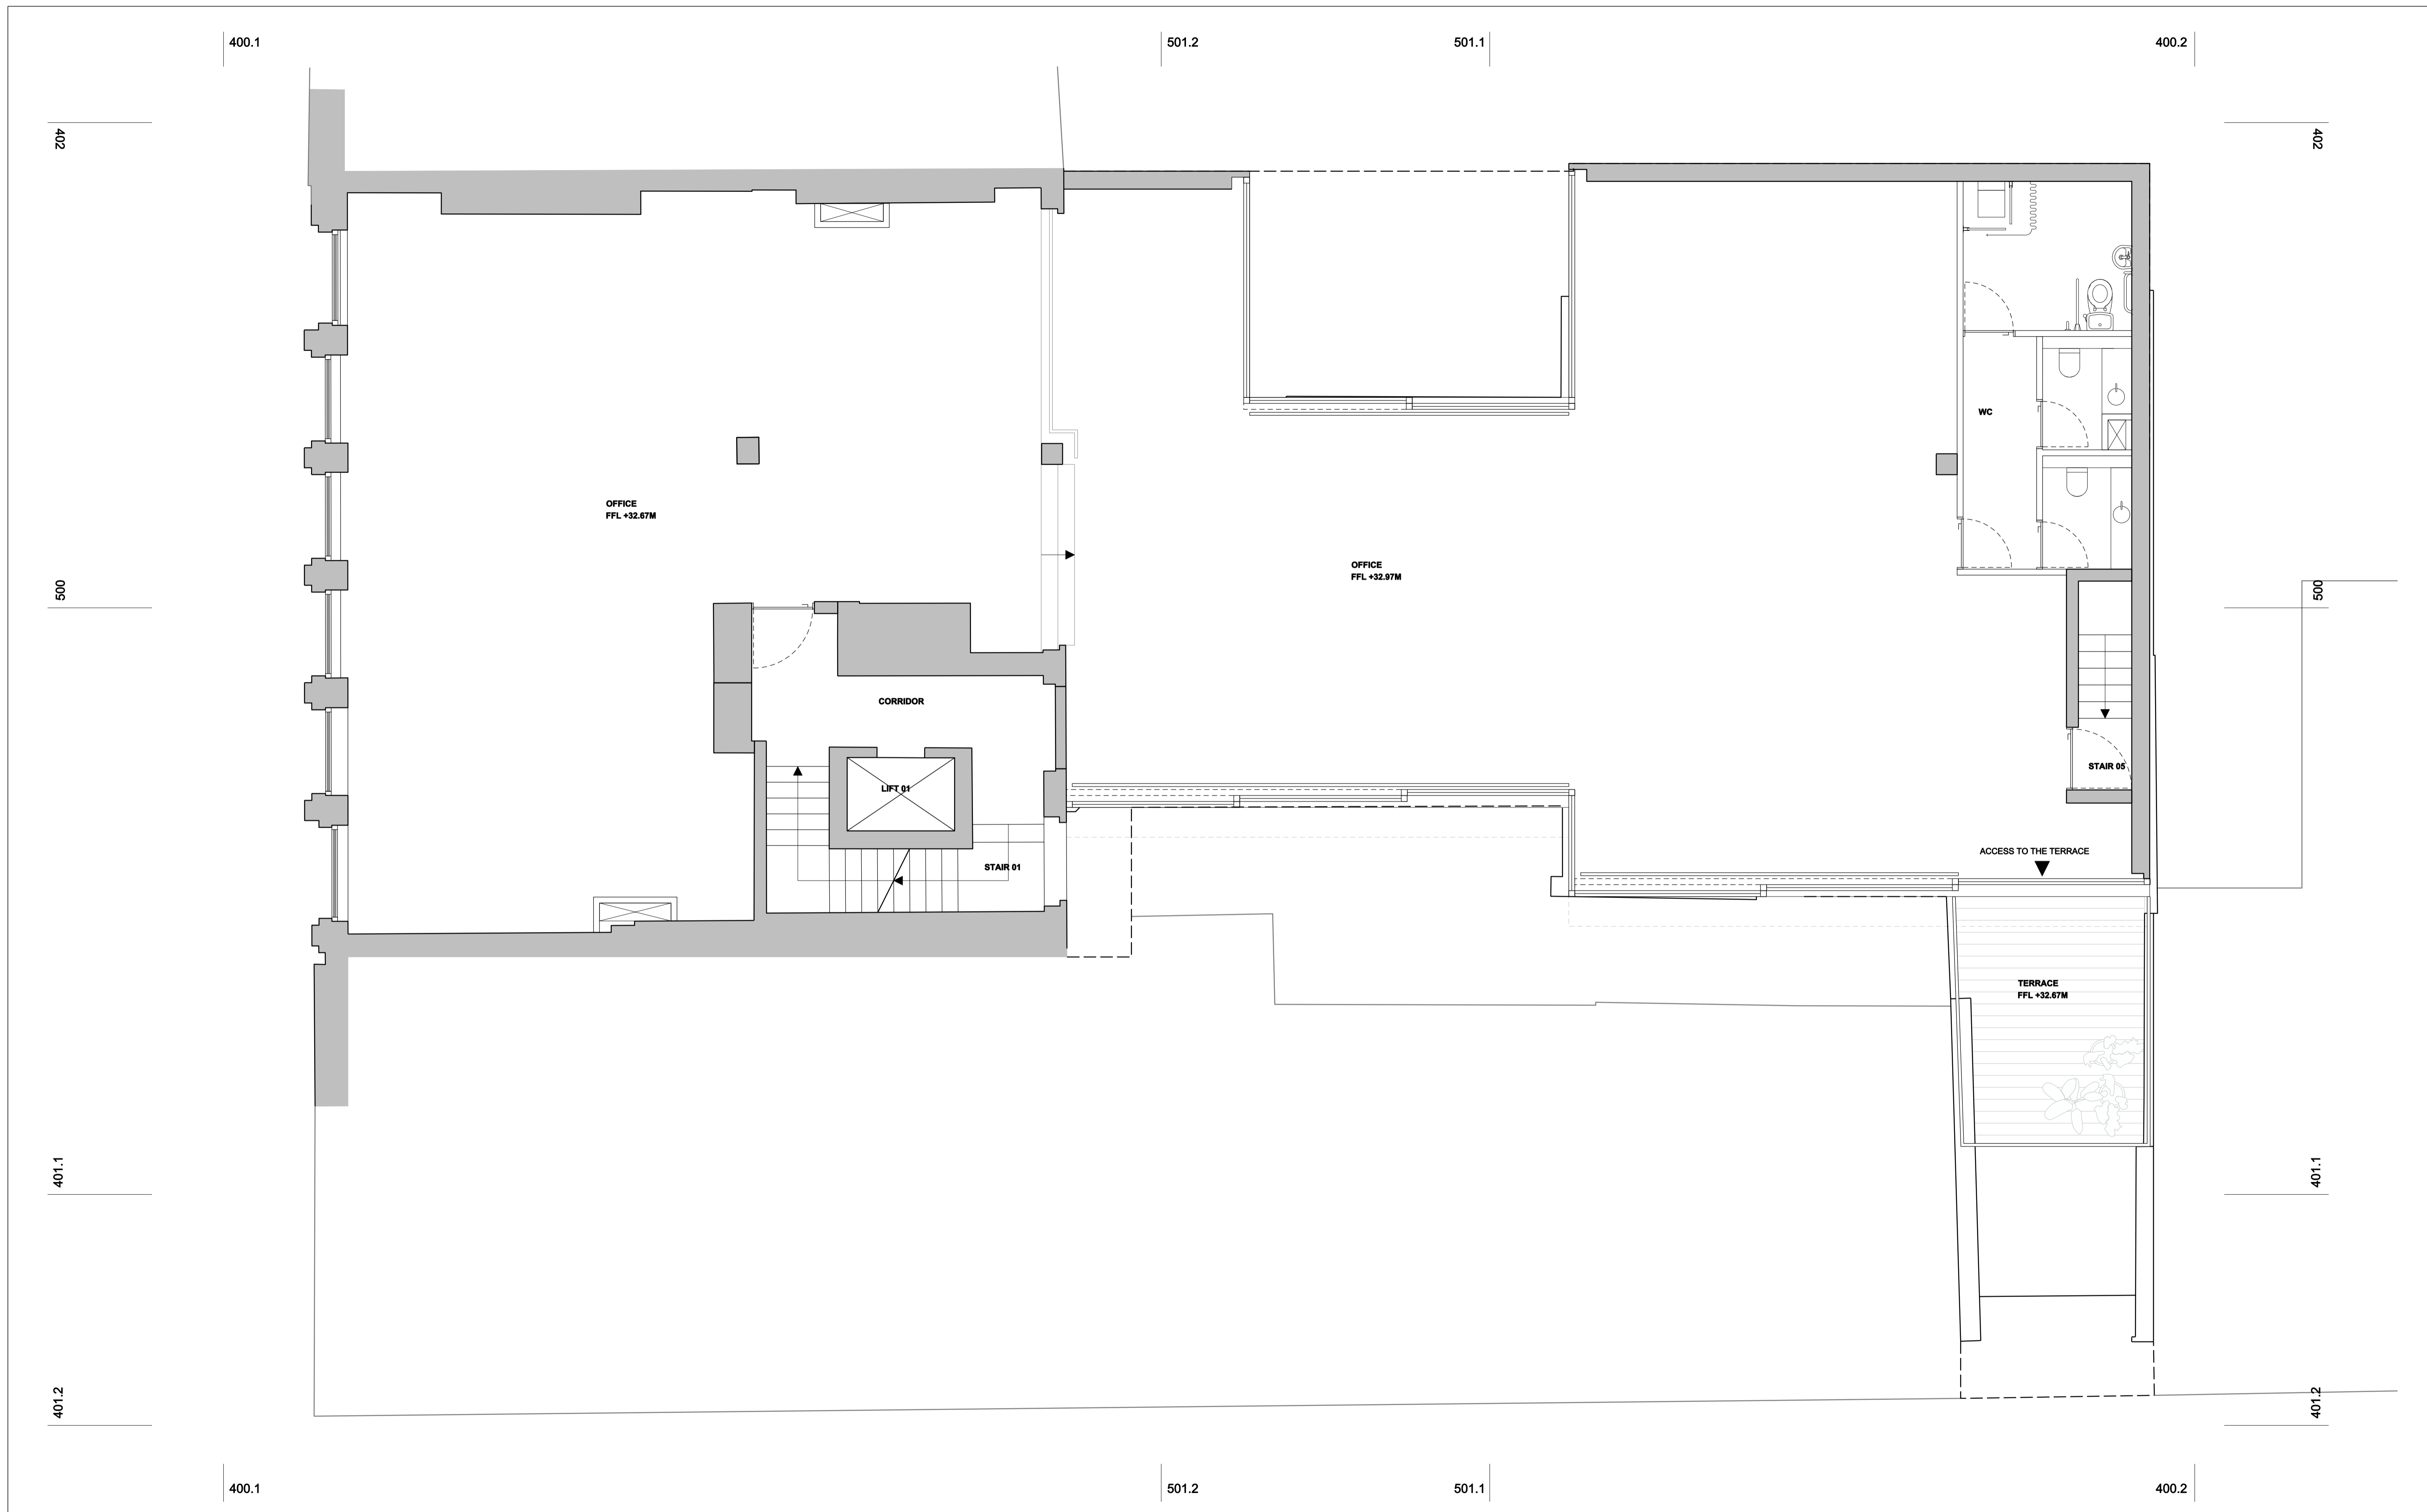 400.1
501.2
501.1
400.2
402
402
WC
OFFICE
FFL +32.67M
OFFICE
FFL +32.97M
500
500
CORRIDOR
STAIR 05
LIFT 01
ACCESS TO THE TERRACE
STAIR 01
TERRACE
FFL +32.67M
401.1
401.1
401.2
401.2
400.1
501.2
501.1
400.2